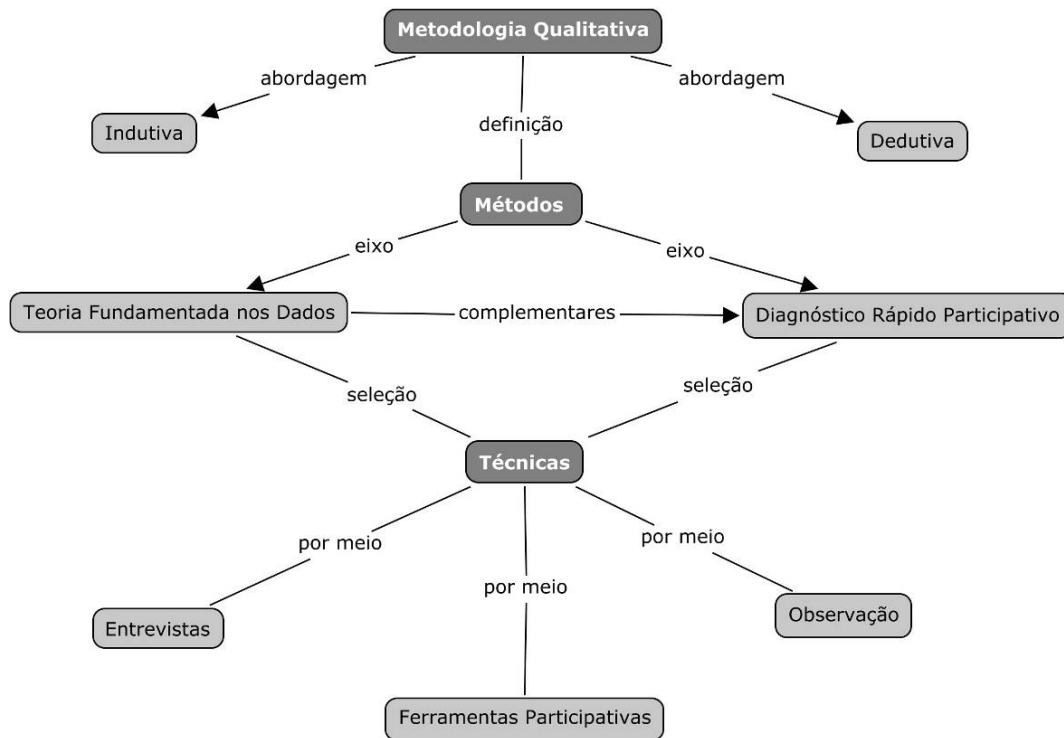 Metodologia Qualitativa
abordagem
abordagem
Indutiva
definição
Dedutiva
Métodos
eixo
eixo
Teoria Fundamentada nos Dados
complementares
Diagnóstico Rápido Participativo
seleção
seleção
Técnicas
por meio
por meio
por meio
Entrevistas
Observação
Ferramentas Participativas